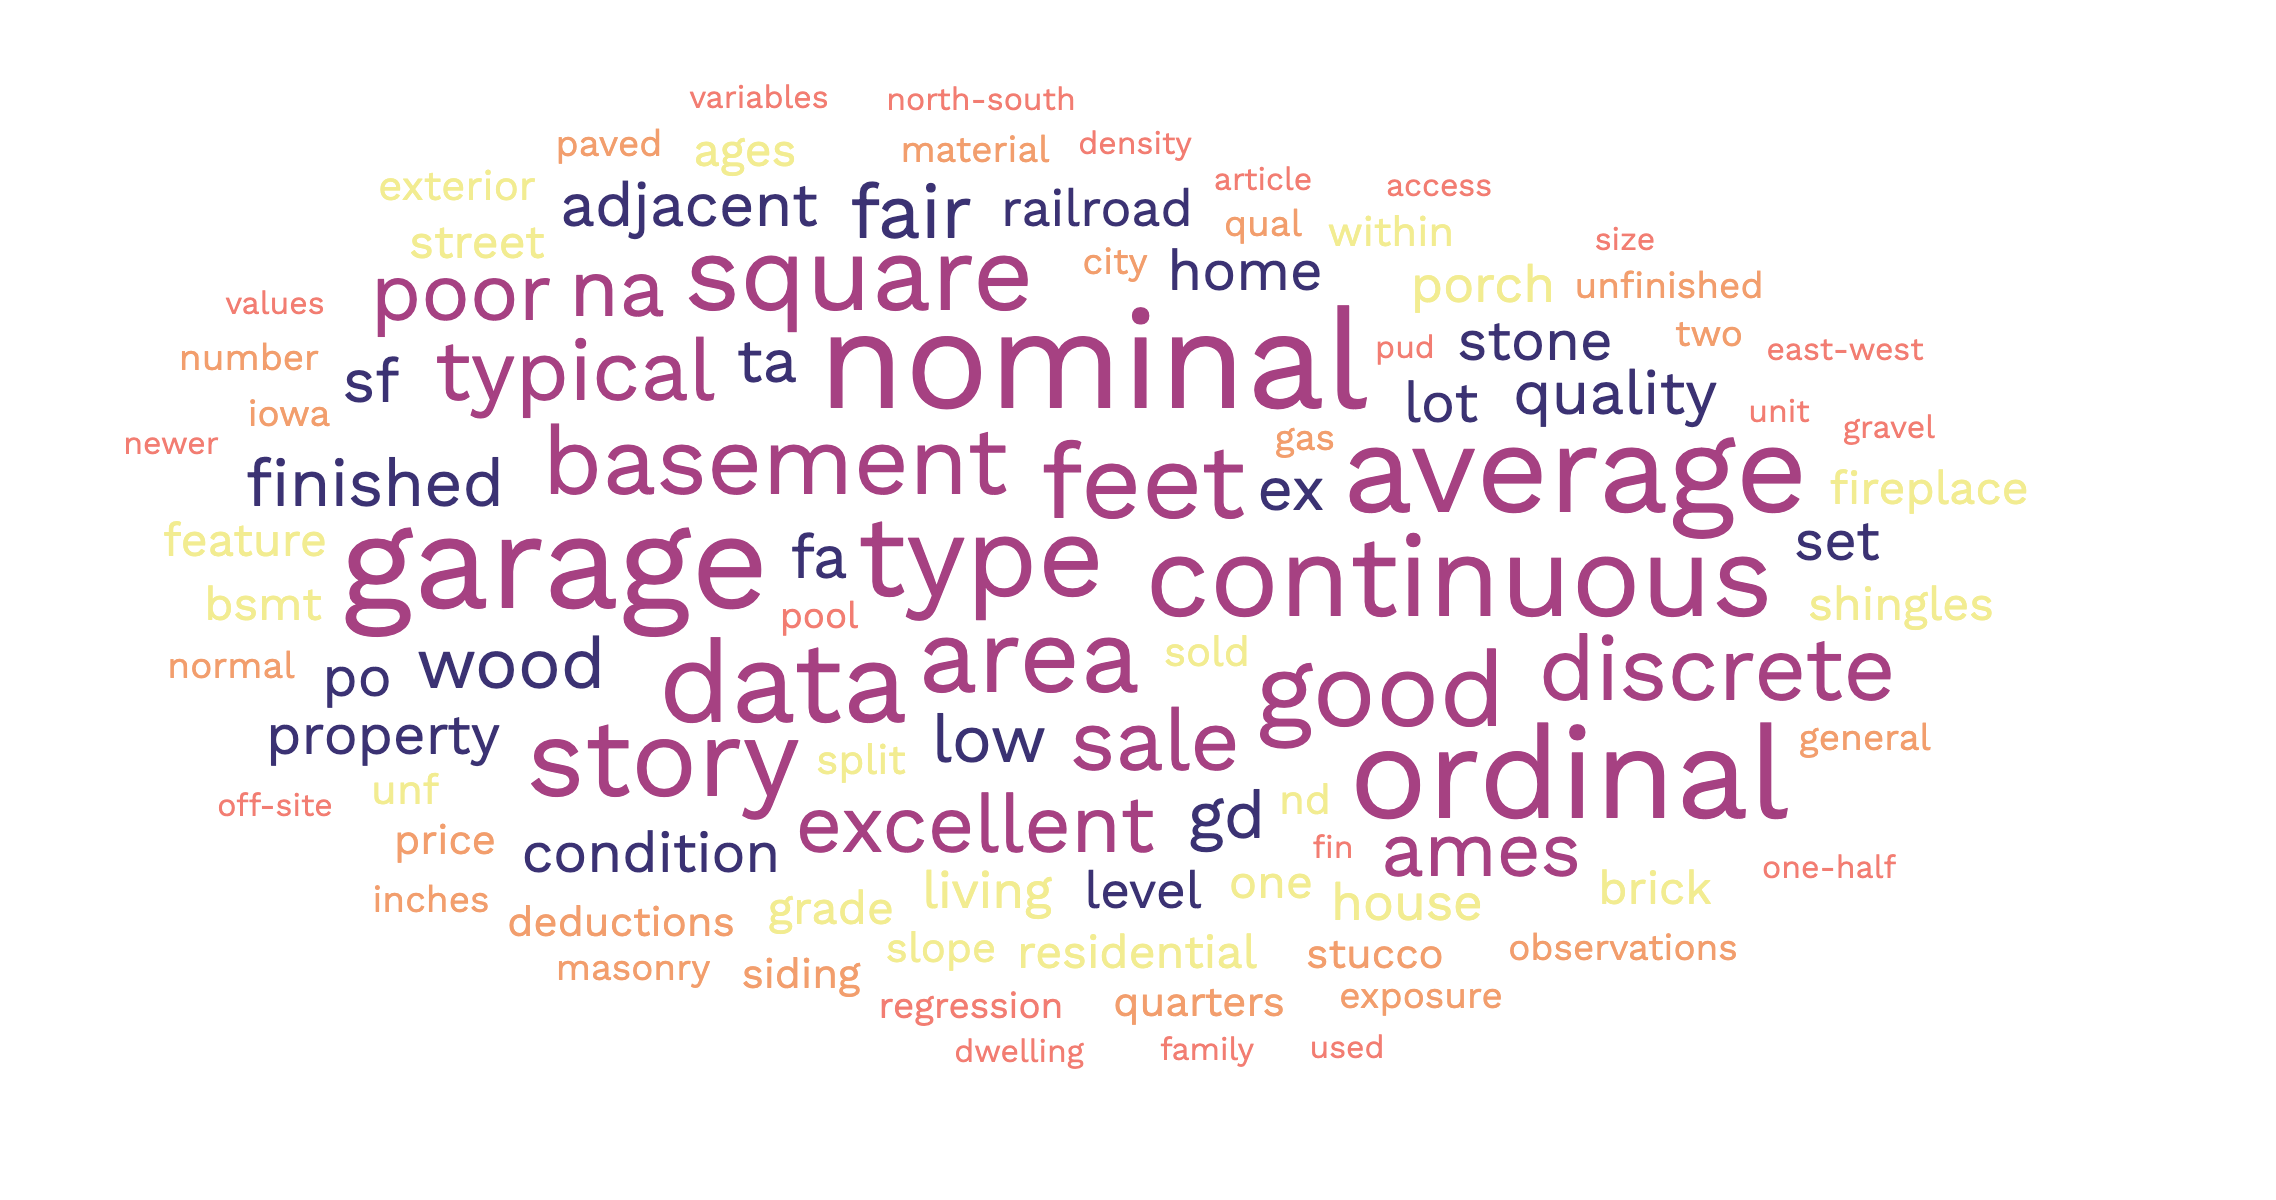 variables north-south
paved ages material density
exterior adjacent fair railroad article access
street qual within size
poor na square city home porch unfinished
values
number sf typical ta nominal pud stone two east-west
iowa lot quality unit
newer basement feet gas average gravel
finished ex fireplace
feature garage fa type continuous set
bsmt pool shingles
normal po wood data area sold good discrete
property story split low sale ordinal general
off-site unf excellent gd nd
price condition fin ames one-half
inches deductions grade living level one house brick
masonry siding slope residential stucco observations
regression quarters exposure
dwelling family used